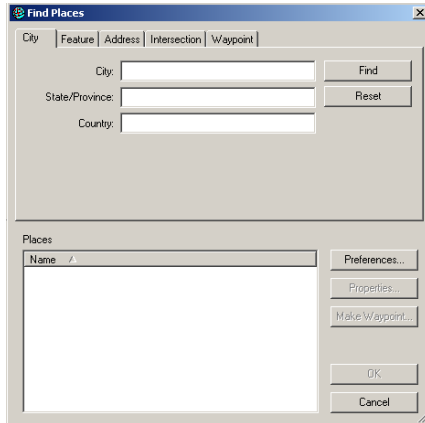 Find Places
City Feature Address Intersection Waypoint
City: Find
State/Province: Reset
Country:
Places
Name Preferences...
Properties...
Make Waypoint...
OK
Cancel